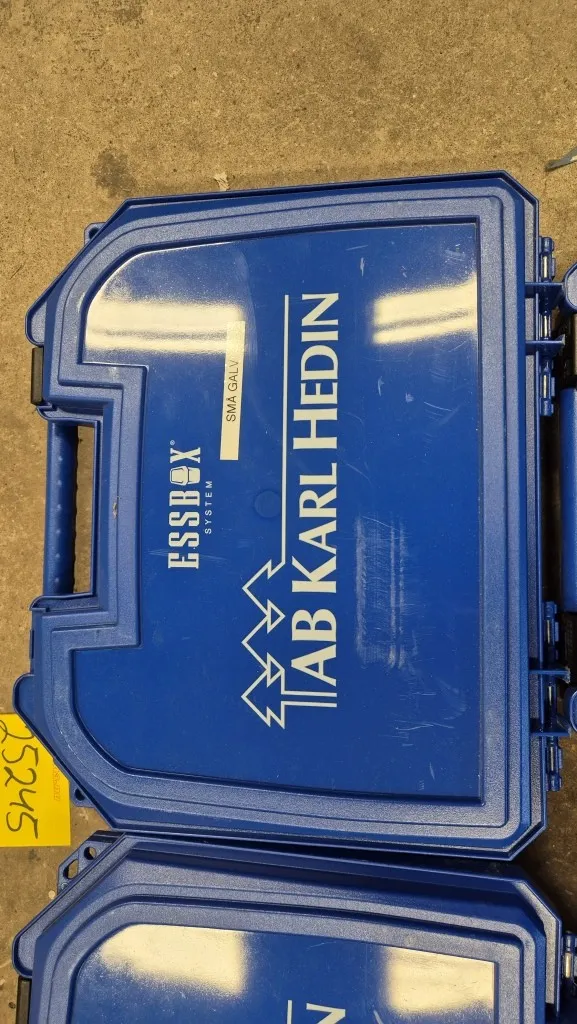 ESSBOX®
SYSTEM
SMÅ GALV
AB KARL HEDIN
25245
N